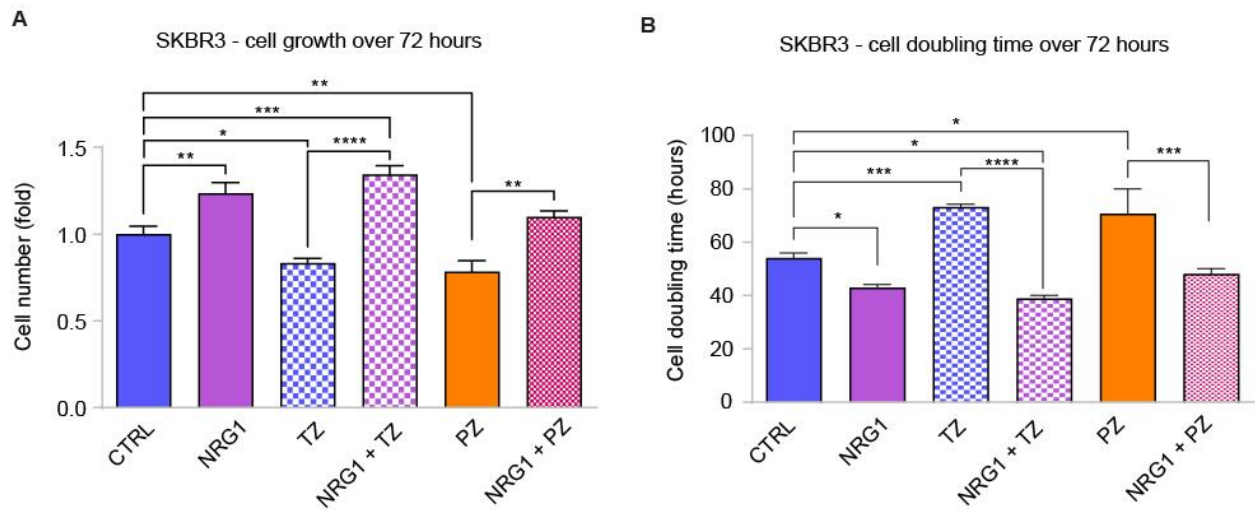 A
SKBR3 - cell growth over 72 hours
Cell number (fold)
1.5
1.0
0.5
0.0
**
***
*
****
**
**
CTRL
NRG1
TZ
NRG1 + TZ
PZ
NRG1 + PZ
B
SKBR3 - cell doubling time over 72 hours
Cell doubling time (hours)
100
80
60
40
20
0
*
*
***
****
***
*
CTRL
NRG1
TZ
NRG1 + TZ
PZ
NRG1 + PZ